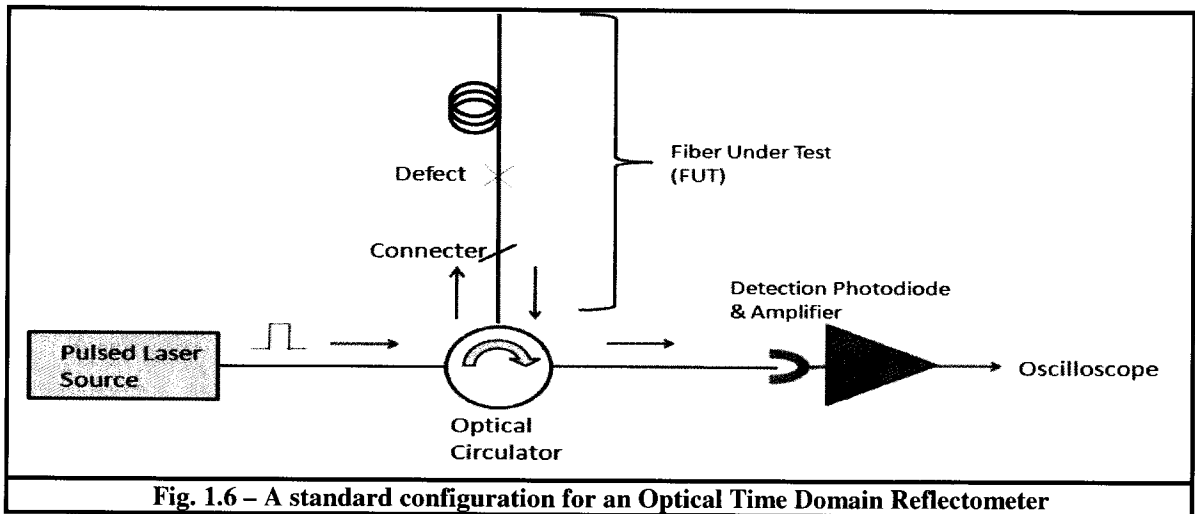 Defect
Fiber Under Test
(FUT)
Connecter
Detection Photodiode
& Amplifier
Pulsed Laser
Source
Oscilloscope
Optical
Circulator
Fig. 1.6 – A standard configuration for an Optical Time Domain Reflectometer